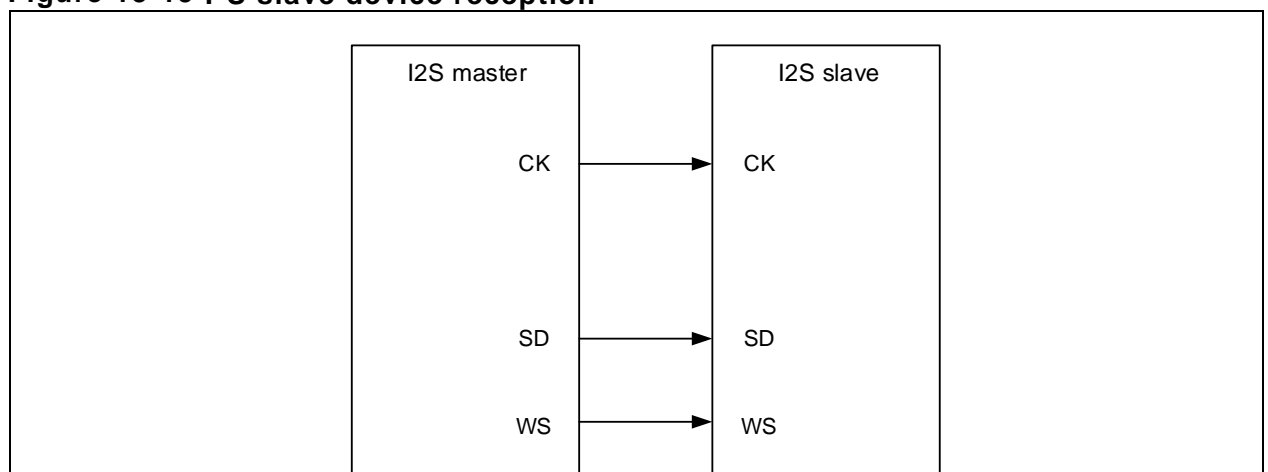 slave device reception
I2S master I2S slave
CK CK
SD SD
WS WS